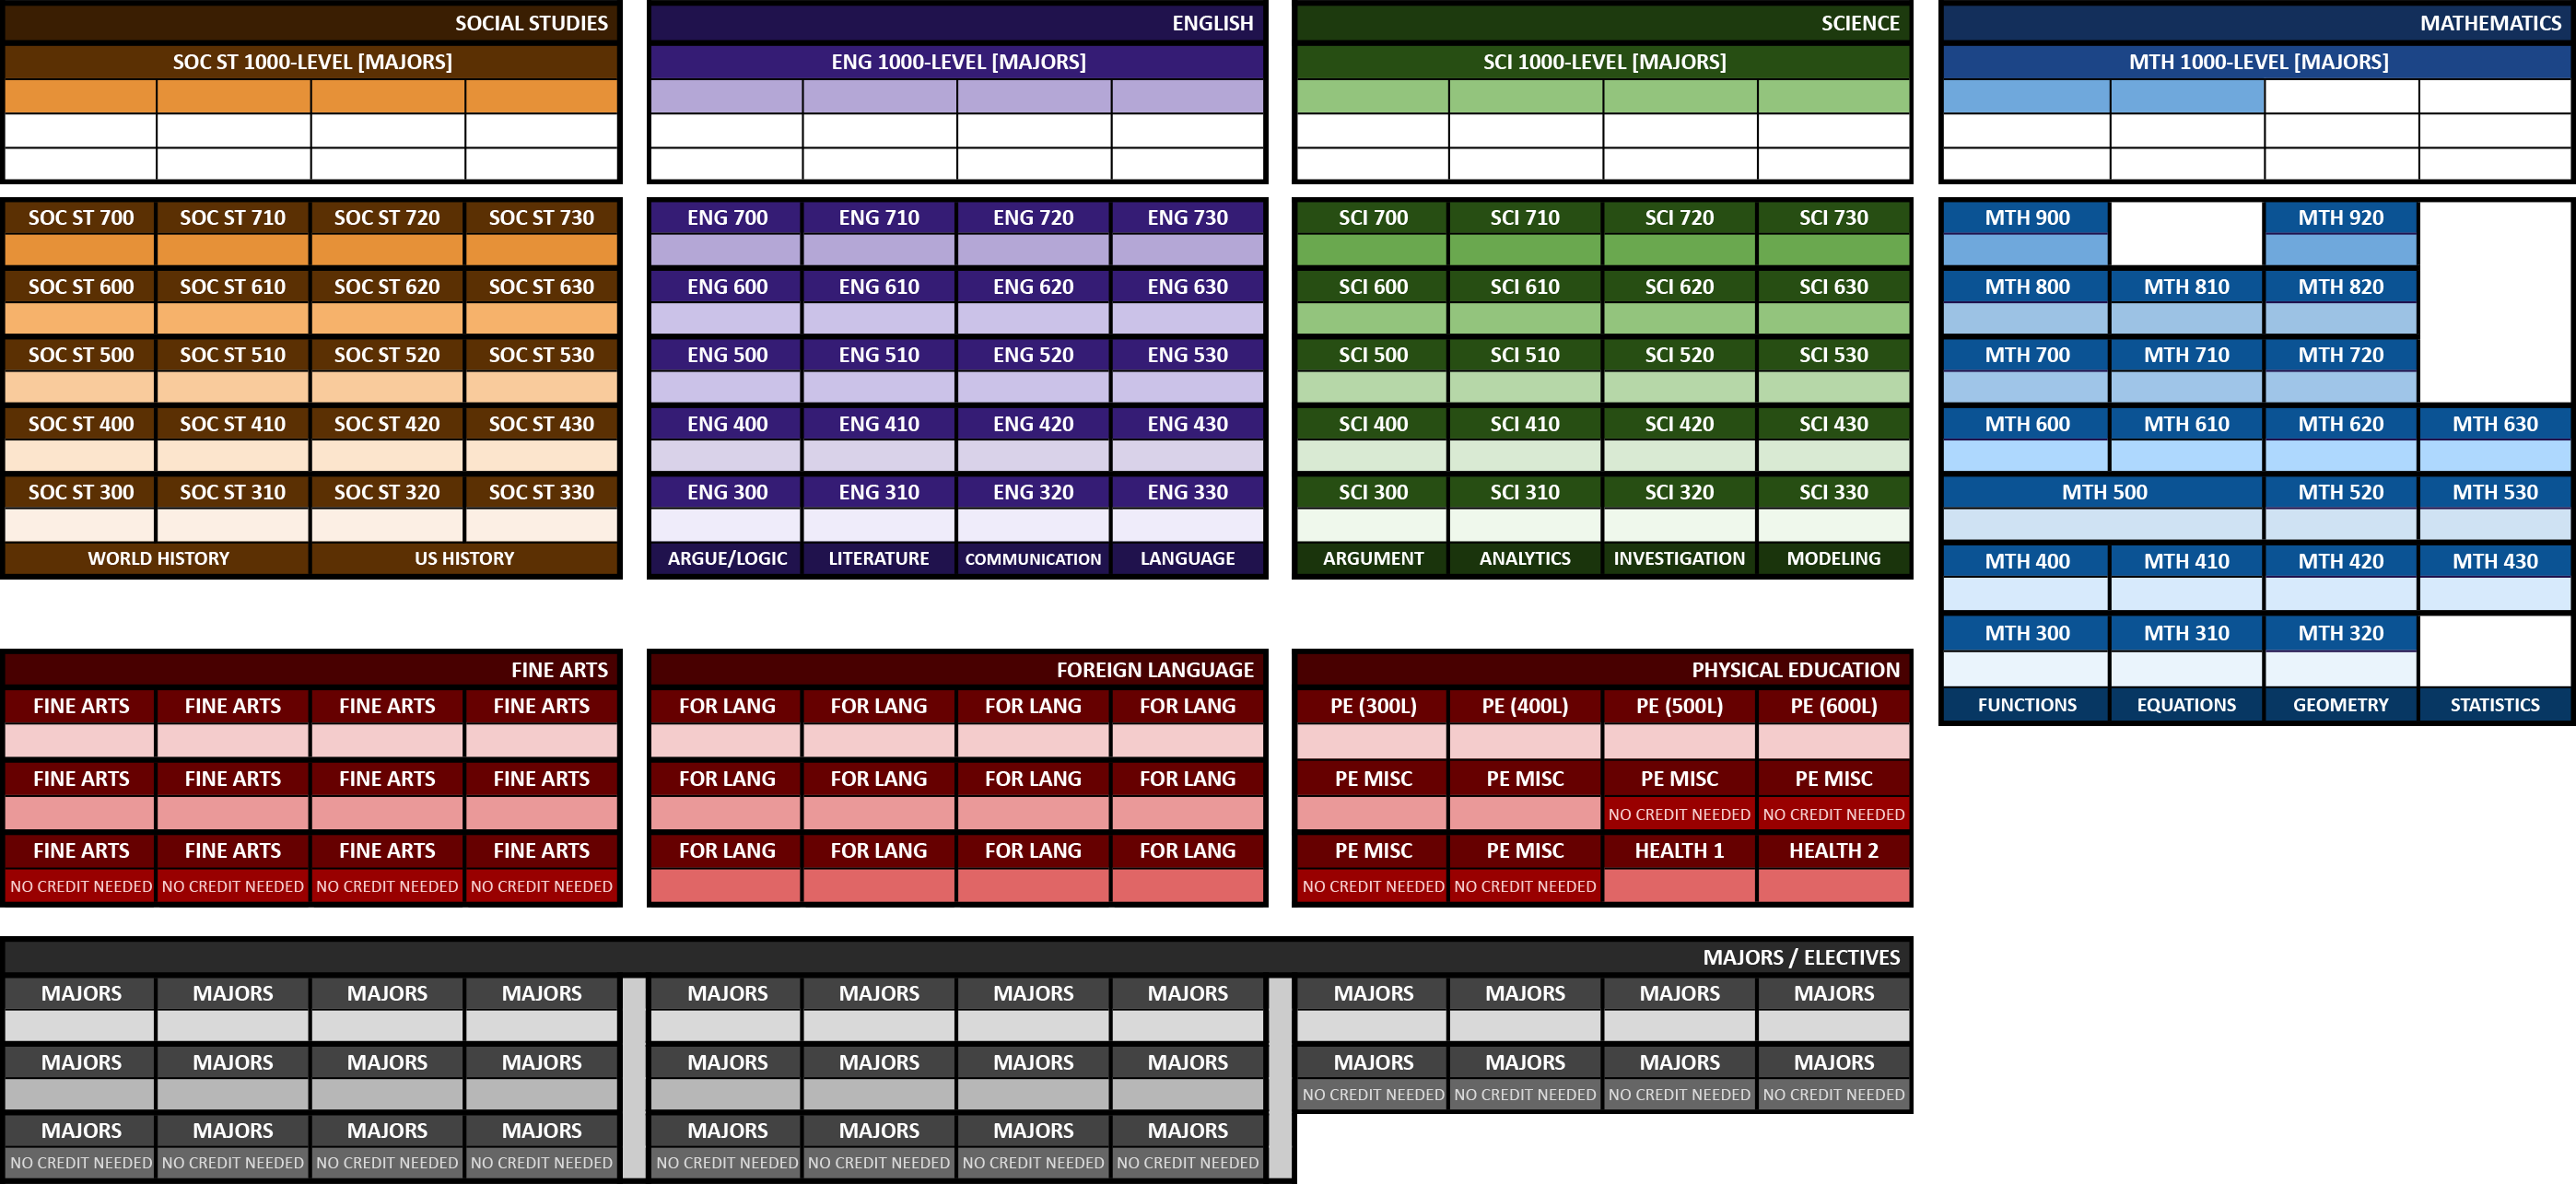 SOCIAL STUDIES
SOC ST 1000-LEVEL [MAJORS]
SOC ST 700 SOC ST 710 SOC ST 720 SOC ST 730
SOC ST 600 SOC ST 610 SOC ST 620 SOC ST 630
SOC ST 500 SOC ST 510 SOC ST 520 SOC ST 530
SOC ST 400 SOC ST 410 SOC ST 420 SOC ST 430
SOC ST 300 SOC ST 310 SOC ST 320 SOC ST 330
WORLD HISTORY US HISTORY
ENGLISH
ENG 1000-LEVEL [MAJORS]
ENG 700 ENG 710 ENG 720 ENG 730
ENG 600 ENG 610 ENG 620 ENG 630
ENG 500 ENG 510 ENG 520 ENG 530
ENG 400 ENG 410 ENG 420 ENG 430
ENG 300 ENG 310 ENG 320 ENG 330
ARGUE/LOGIC LITERATURE COMMUNICATION LANGUAGE
SCIENCE
SCI 1000-LEVEL [MAJORS]
SCI 700 SCI 710 SCI 720 SCI 730
SCI 600 SCI 610 SCI 620 SCI 630
SCI 500 SCI 510 SCI 520 SCI 530
SCI 400 SCI 410 SCI 420 SCI 430
SCI 300 SCI 310 SCI 320 SCI 330
ARGUMENT ANALYTICS INVESTIGATION MODELING
MATHEMATICS
MTH 1000-LEVEL [MAJORS]
MTH 900 MTH 920
MTH 800 MTH 810 MTH 820
MTH 700 MTH 710 MTH 720
MTH 600 MTH 610 MTH 620 MTH 630
MTH 500 MTH 520 MTH 530
MTH 400 MTH 410 MTH 420 MTH 430
MTH 300 MTH 310 MTH 320
FUNCTIONS EQUATIONS GEOMETRY STATISTICS
FINE ARTS
FINE ARTS FINE ARTS FINE ARTS FINE ARTS
FINE ARTS FINE ARTS FINE ARTS FINE ARTS
FINE ARTS FINE ARTS FINE ARTS FINE ARTS
NO CREDIT NEEDED NO CREDIT NEEDED NO CREDIT NEEDED NO CREDIT NEEDED
FOREIGN LANGUAGE
FOR LANG FOR LANG FOR LANG FOR LANG
FOR LANG FOR LANG FOR LANG FOR LANG
FOR LANG FOR LANG FOR LANG FOR LANG
PHYSICAL EDUCATION
PE (300L) PE (400L) PE (500L) PE (600L)
PE MISC PE MISC PE MISC PE MISC
NO CREDIT NEEDED NO CREDIT NEEDED
PE MISC PE MISC HEALTH 1 HEALTH 2
NO CREDIT NEEDED NO CREDIT NEEDED
MAJORS / ELECTIVES
MAJORS MAJORS MAJORS MAJORS MAJORS MAJORS MAJORS MAJORS MAJORS MAJORS MAJORS MAJORS
MAJORS MAJORS MAJORS MAJORS MAJORS MAJORS MAJORS MAJORS MAJORS MAJORS MAJORS MAJORS
NO CREDIT NEEDED NO CREDIT NEEDED NO CREDIT NEEDED NO CREDIT NEEDED
MAJORS MAJORS MAJORS MAJORS MAJORS MAJORS MAJORS MAJORS
NO CREDIT NEEDED NO CREDIT NEEDED NO CREDIT NEEDED NO CREDIT NEEDED NO CREDIT NEEDED NO CREDIT NEEDED NO CREDIT NEEDED NO CREDIT NEEDED